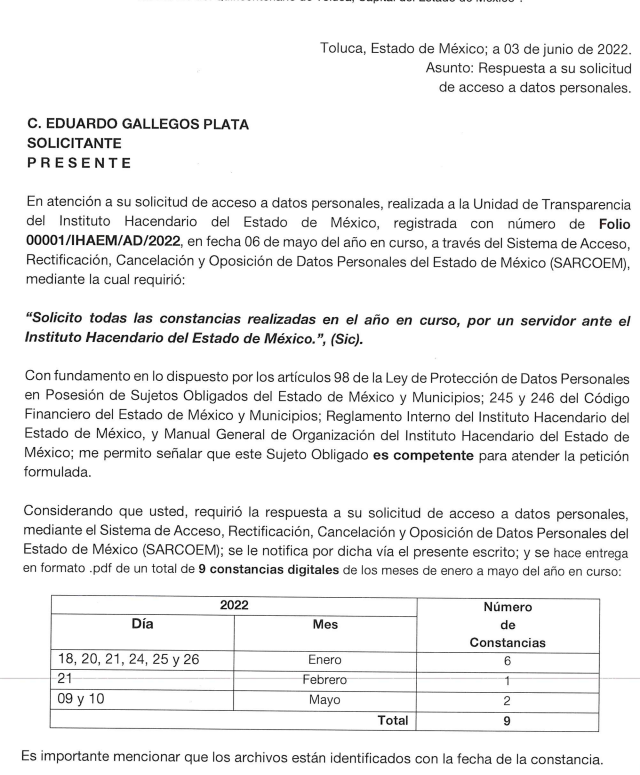 Toluca, Estado de México; a 03 de junio de 2022.
Asunto: Respuesta a su solicitud
de acceso a datos personales.
C. EDUARDO GALLEGOS PLATA
SOLICITANTE
P R E S E N T E
En atención a su solicitud de acceso a datos personales, realizada a la Unidad de Transparencia
del Instituto Hacendario del Estado de México, registrada con número de Folio
00001/IHAEM/AD/2022, en fecha 06 de mayo del año en curso, a través del Sistema de Acceso,
Rectificación, Cancelación y Oposición de Datos Personales del Estado de México (SARCOEM),
mediante la cual requirió:
“Solicito todas las constancias realizadas en el año en curso, por un servidor ante el
Instituto Hacendario del Estado de México.”, (Sic).
Con fundamento en lo dispuesto por los artículos 98 de la Ley de Protección de Datos Personales
en Posesión de Sujetos Obligados del Estado de México y Municipios; 245 y 246 del Código
Financiero del Estado de México y Municipios; Reglamento Interno del Instituto Hacendario del
Estado de México, y Manual General de Organización del Instituto Hacendario del Estado de
México; me permito señalar que este Sujeto Obligado es competente para atender la petición
formulada.
Considerando que usted, requirió la respuesta a su solicitud de acceso a datos personales,
mediante el Sistema de Acceso, Rectificación, Cancelación y Oposición de Datos Personales del
Estado de México (SARCOEM); se le notifica por dicha vía el presente escrito; y se hace entrega
en formato .pdf de un total de 9 constancias digitales de los meses de enero a mayo del año en curso:
2022 Número
Día Mes de
Constancias
18, 20, 21, 24, 25 y 26 Enero 6
21 Febrero 1
09 y 10 Mayo 2
Total 9
Es importante mencionar que los archivos están identificados con la fecha de la constancia.